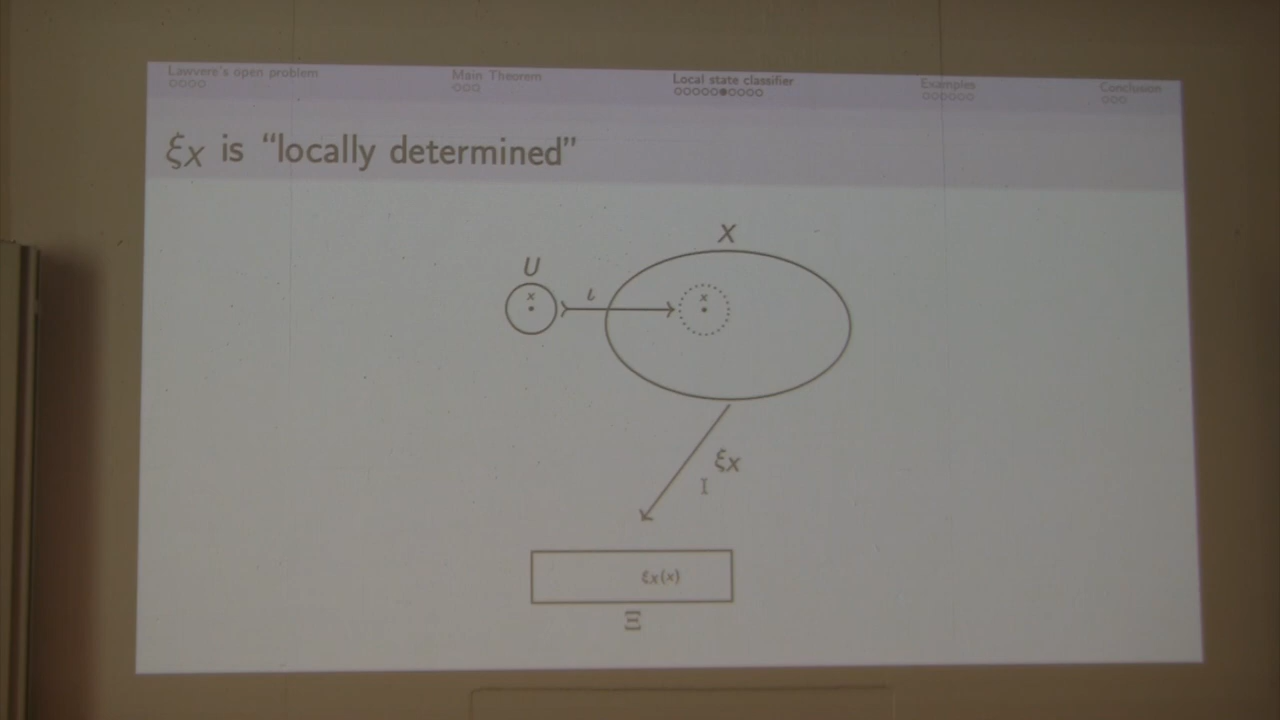 Lawvere's open problem
Main Theorem
Local state classifier
Examples
Conclusion
ξX is "locally determined"
X
U
x
ι
x
ξX
ξX(x)
Ξ